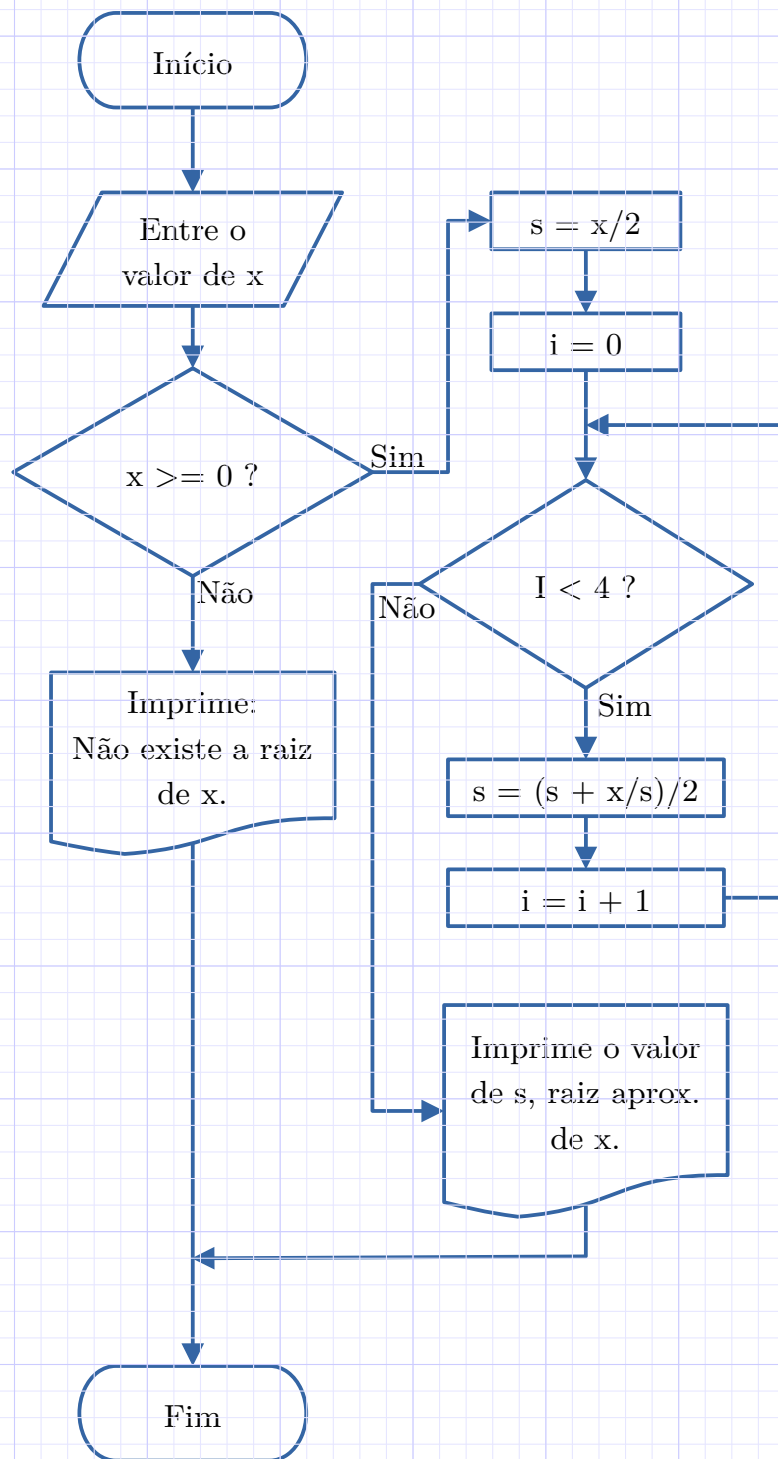 Início
Entre o
valor de x
x >= 0 ?
Sim
Não
Imprime:
Não existe a raiz
de x.
s = x/2
i = 0
I < 4 ?
Não
Sim
s = (s + x/s)/2
i = i + 1
Imprime o valor
de s, raiz aprox.
de x.
Fim